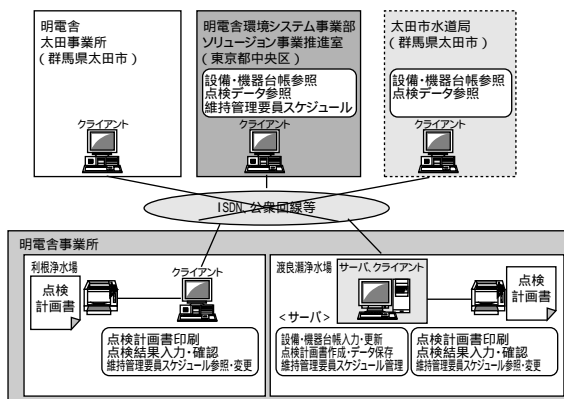 明電舎
太田事業所
（群馬県太田市）
クライアント
明電舎環境システム事業部
ソリューション事業推進室
（東京都中央区）
設備・機器台帳参照
点検データ参照
維持管理要員スケジュール
クライアント
太田市水道局
（群馬県太田市）
設備・機器台帳参照
点検データ参照
クライアント
ISDN、公衆回線等
明電舎事業所
利根浄水場
点検
計画書
クライアント
点検計画書印刷
点検結果入力・確認
維持管理要員スケジュール参照・変更
渡良瀬浄水場
サーバ、クライアント
点検
計画書
＜サーバ＞
設備・機器台帳入力・更新
点検計画書作成・データ保存
維持管理要員スケジュール管理
点検計画書印刷
点検結果入力・確認
維持管理要員スケジュール参照・変更